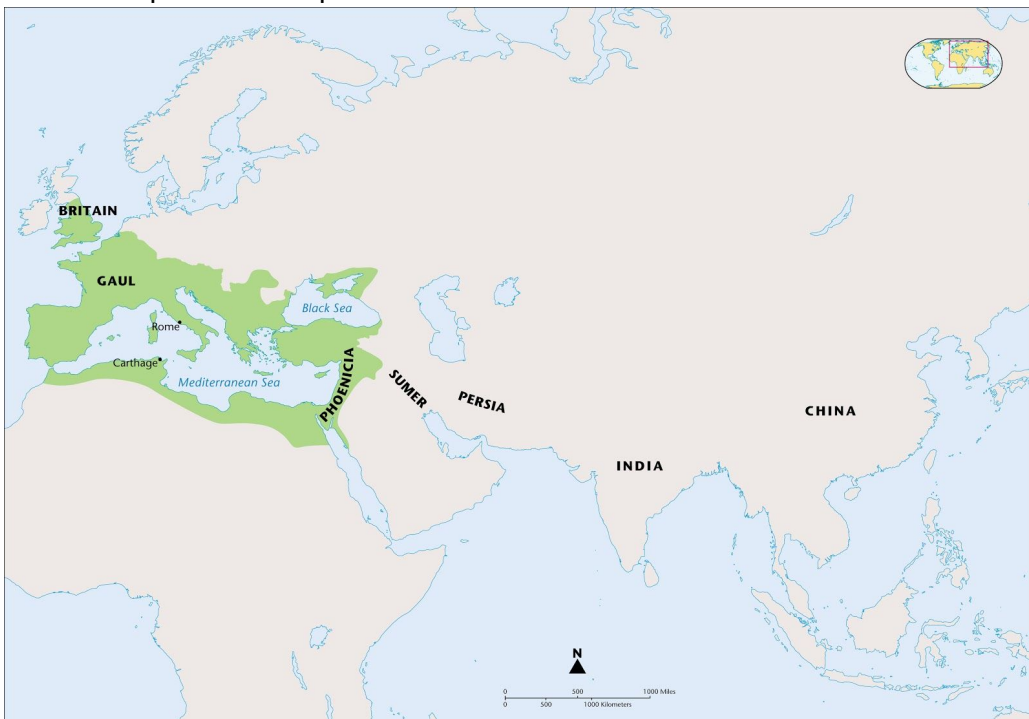 BRITAIN
GAUL
Black Sea
Rome
Carthage
Mediterranean Sea
PHOENICIA
SUMER
PERSIA
CHINA
INDIA
N
0 500 1000 Miles
0 500 1000 Kilometers